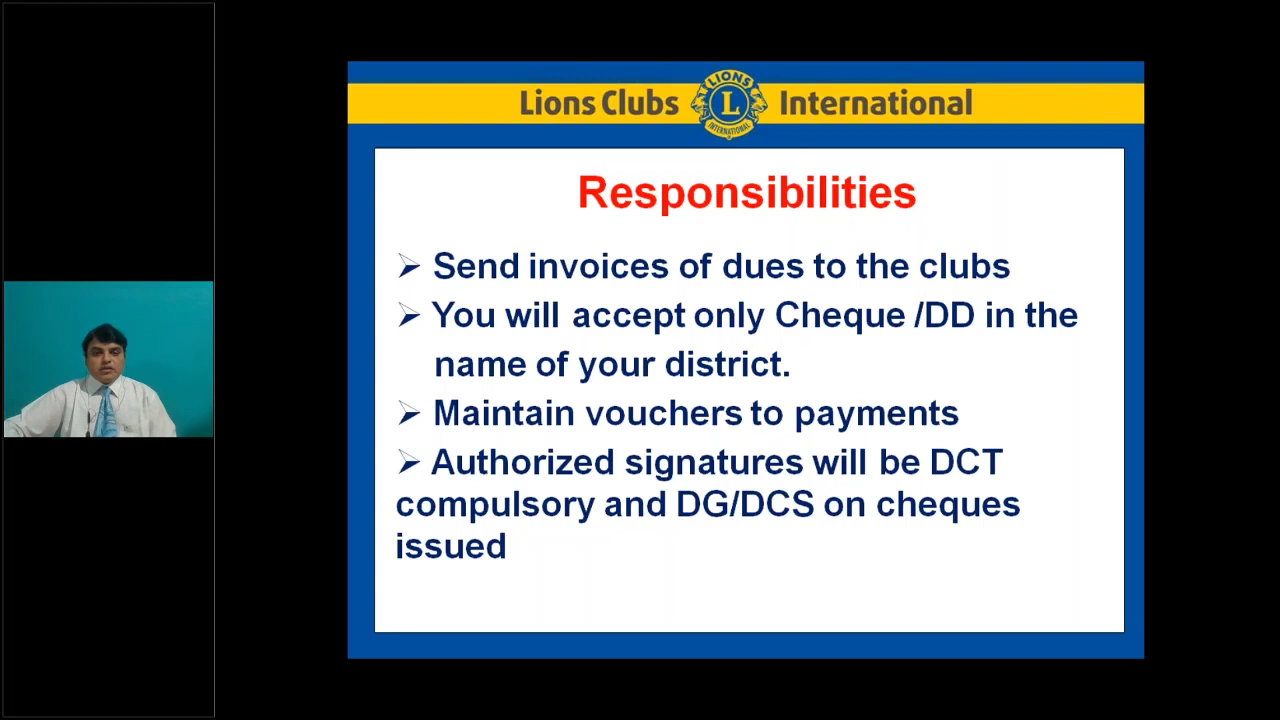 Lions Clubs International
LIONS
L
INTERNATIONAL
Responsibilities
➢ Send invoices of dues to the clubs
➢ You will accept only Cheque /DD in the
name of your district.
➢ Maintain vouchers to payments
➢ Authorized signatures will be DCT
compulsory and DG/DCS on cheques
issued